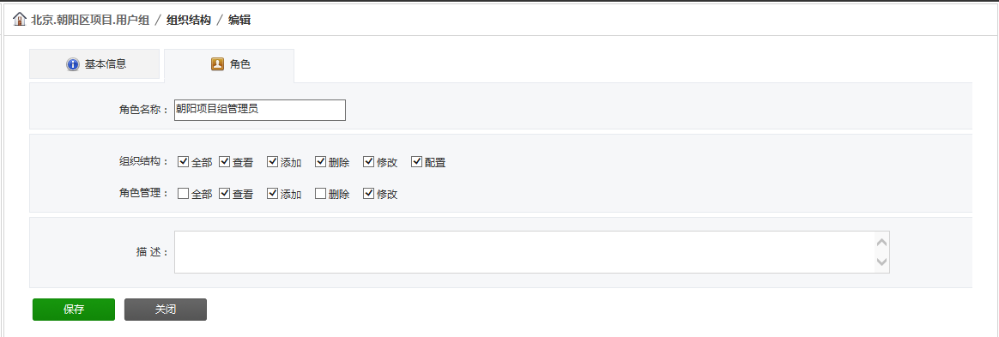 北京.朝阳区项目.用户组 / 组织结构 / 编辑
基本信息 角色
角色名称： 朝阳项目组管理员
组织结构： 全部 查看 添加 删除 修改 配置
角色管理： 全部 查看 添加 删除 修改
描 述：
保存 关闭